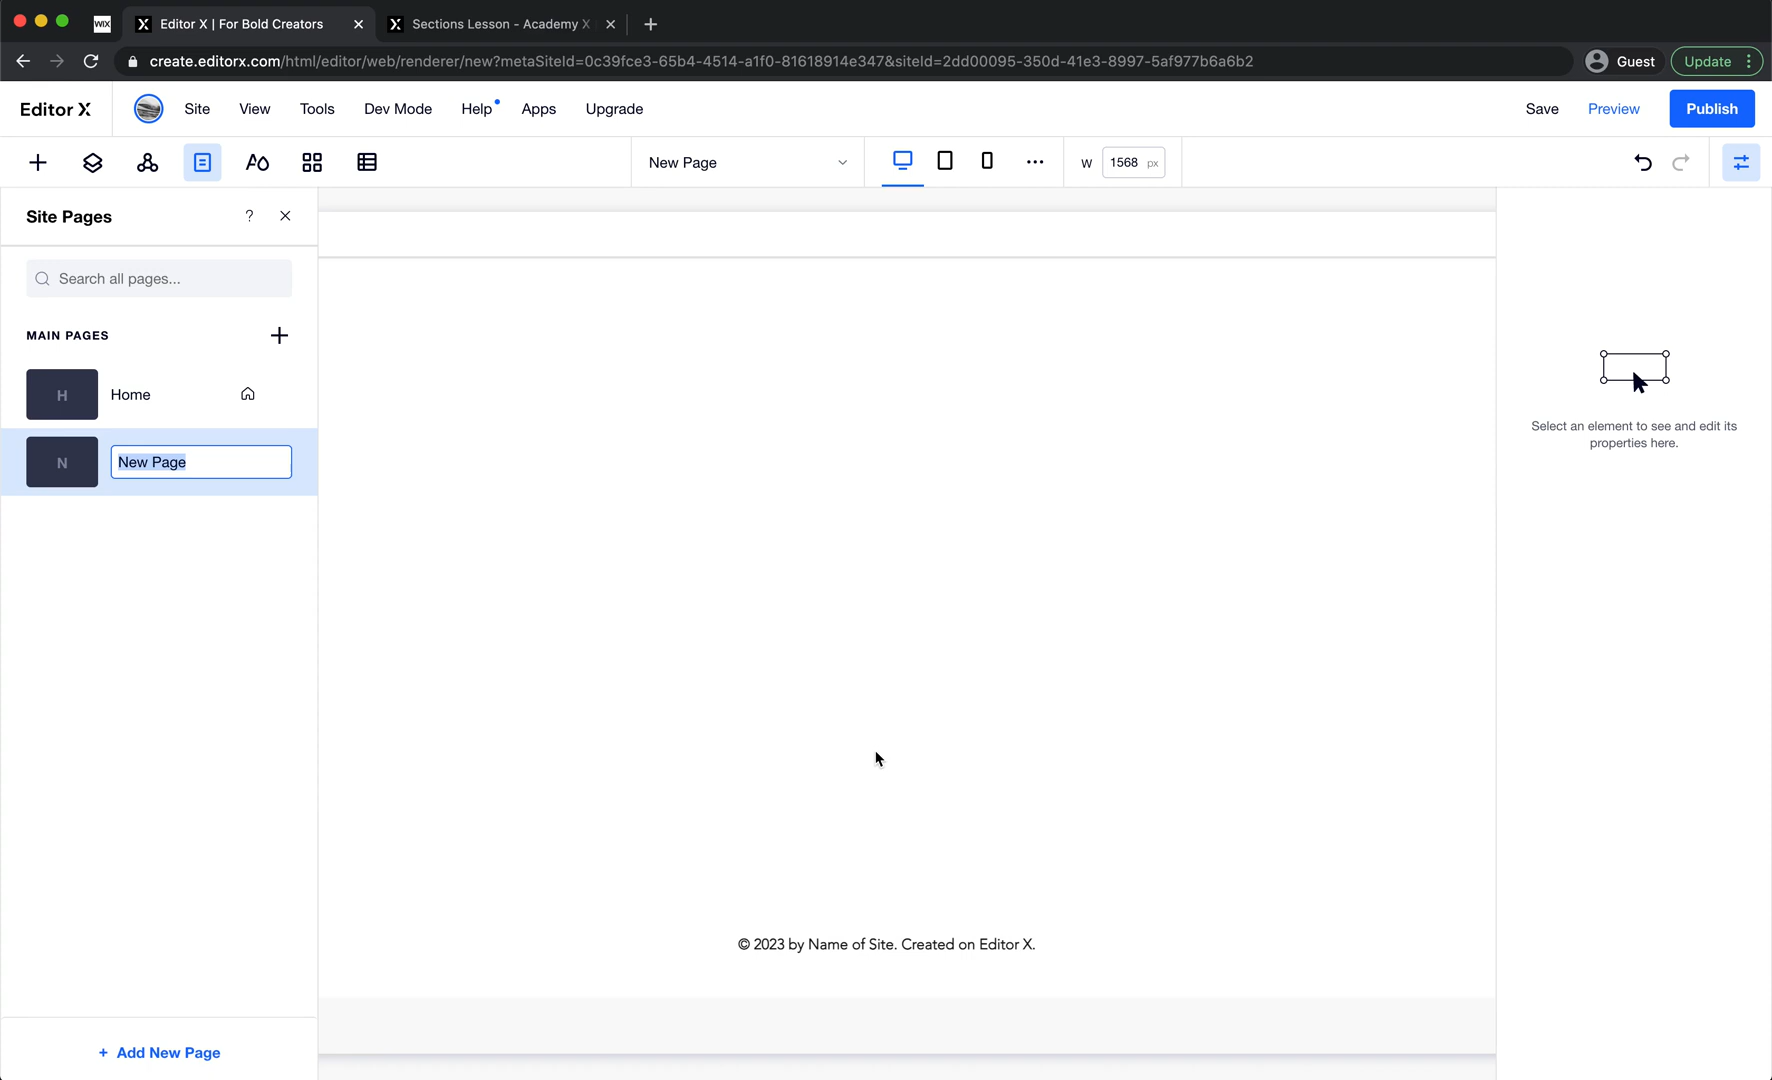 WIX
Editor X | For Bold Creators
Sections Lesson - Academy X
create.editorx.com/html/editor/web/renderer/new?metaSiteId=0c39fce3-65b4-4514-a1f0-81618914e347&siteId=2dd00095-350d-41e3-8997-5af977b6a6b2
Guest
Update
Editor X
Site
View
Tools
Dev Mode
Help
Apps
Upgrade
Save
Preview
Publish
New Page
W
1568 px
Site Pages
?
Search all pages...
MAIN PAGES
H
Home
N
New Page
Select an element to see and edit its
properties here.
© 2023 by Name of Site. Created on Editor X.
+ Add New Page